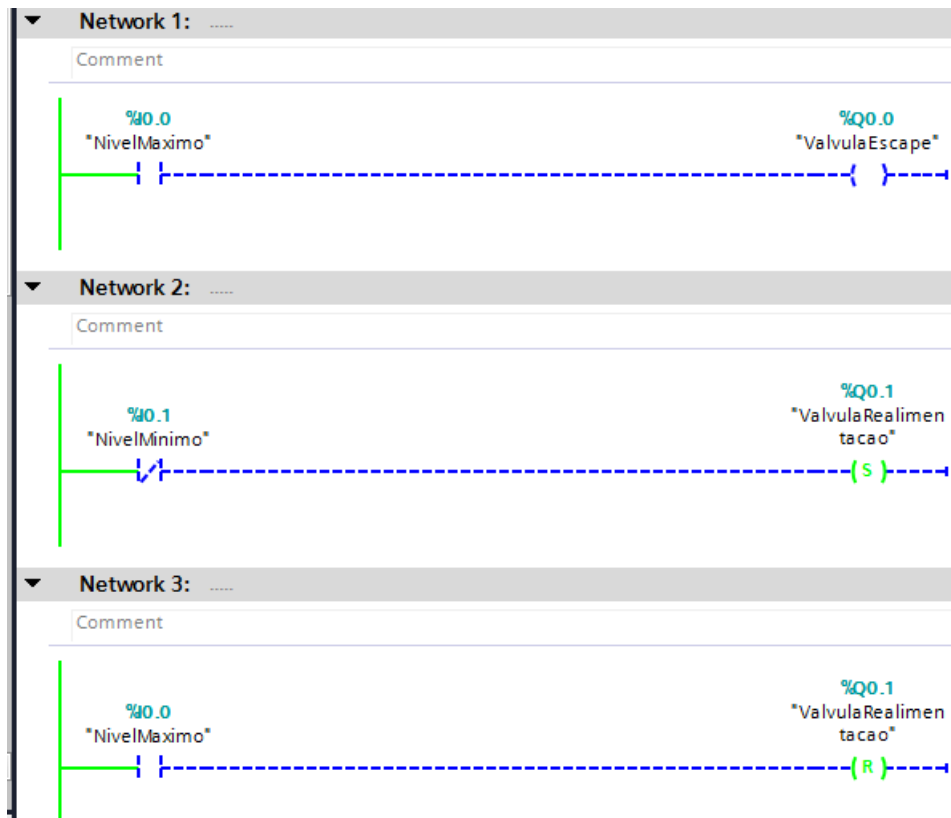 Network 1: .....
Comment
%I0.0
"NivelMaximo"
%Q0.0
"ValvulaEscape"
Network 2: .....
Comment
%I0.1
"NivelMinimo"
%Q0.1
"ValvulaRealimen
tacao"
S
Network 3: .....
Comment
%I0.0
"NivelMaximo"
%Q0.1
"ValvulaRealimen
tacao"
R